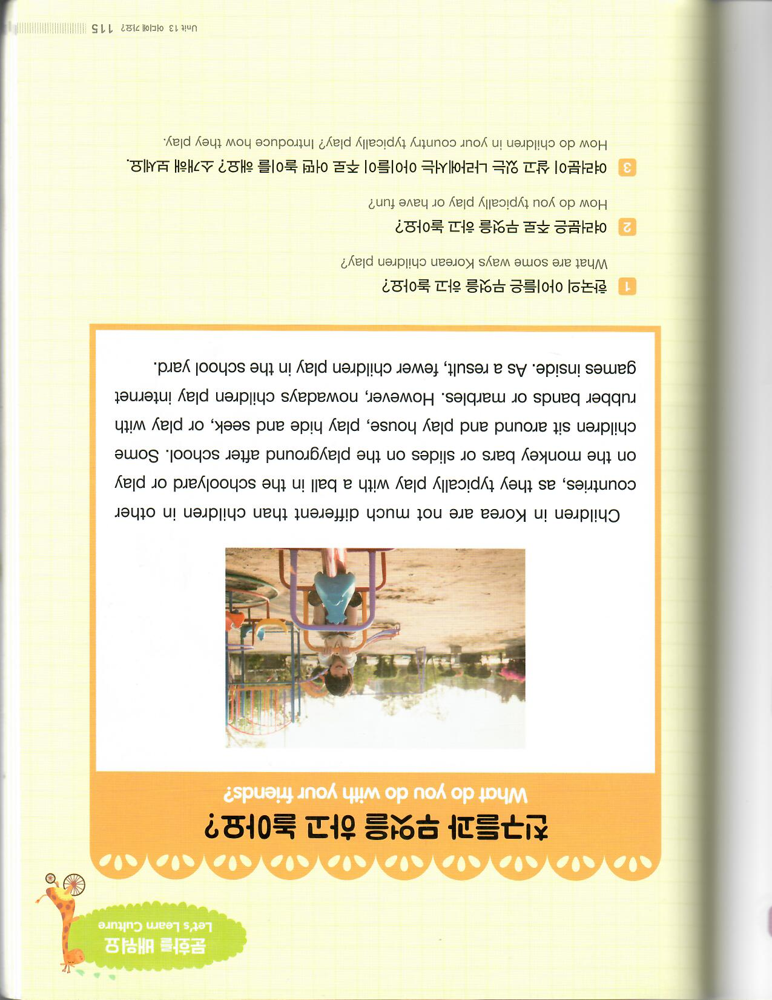 문화를 배워요
Let's Learn Culture
친구들과 무엇을 하고 놀아요?
What do you do with your friends?
Children in Korea are not much different than children in other
countries, as they typically play with a ball in the schoolyard or play
on the monkey bars or slides on the playground after school. Some
children sit around and play house, play hide and seek, or play with
rubber bands or marbles. However, nowadays children play internet
games inside. As a result, fewer children play in the school yard.
1 한국의 아이들은 무엇을 하고 놀아요?
What are some ways Korean children play?
2 여러분은 주로 무엇을 하고 놀아요?
How do you typically play or have fun?
3 여러분이 살고 있는 나라에서는 아이들이 주로 어떤 놀이를 해요? 소개해 보세요.
How do children in your country typically play? Introduce how they play.
Unit 13 어디에 가요? 115